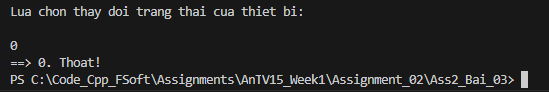 Lua chon thay doi trang thai cua thiet bi:
0
==> 0. Thoat!
PS C:\Code_Cpp_FSoft\Assignments\AnTV15_Week1\Assignment_02\Ass2_Bai_03>